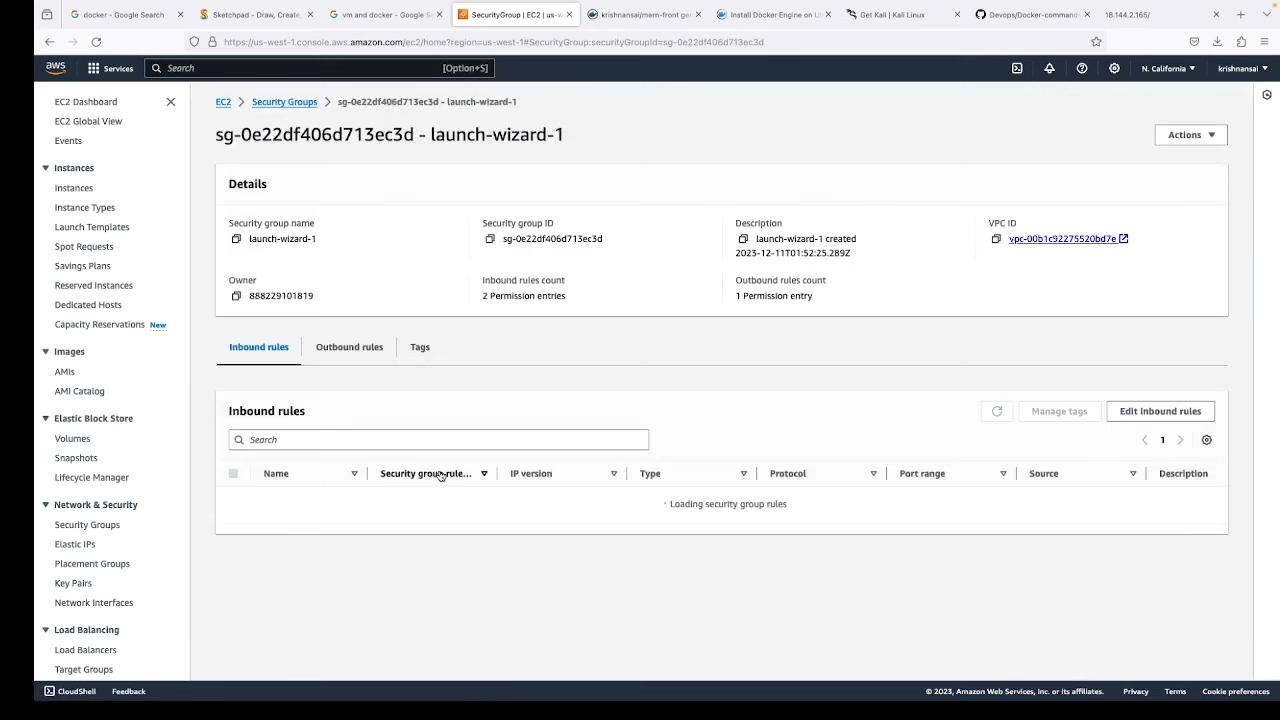 docker - Google Search
Sketchpad - Draw, Create,
vm and docker - Google Se
SecurityGroup | EC2 | us-w
krishnansai/mern-front ger
Install Docker Engine on U
Get Kali | Kali Linux
Devops/Docker-command
18.144.2.165/
https://us-west-1.console.aws.amazon.com/ec2/home?region=us-west-1#SecurityGroup:securityGroupId=sg-0e22df406d713ec3d
aws
Services
Search
[Option+S]
N. California
krishnansai
EC2 Dashboard
EC2 Global View
Events
Instances
Instances
Instance Types
Launch Templates
Spot Requests
Savings Plans
Reserved Instances
Dedicated Hosts
Capacity Reservations New
Images
AMIs
AMI Catalog
Elastic Block Store
Volumes
Snapshots
Lifecycle Manager
Network & Security
Security Groups
Elastic IPs
Placement Groups
Key Pairs
Network Interfaces
Load Balancing
Load Balancers
Target Groups
EC2 > Security Groups > sg-0e22df406d713ec3d - launch-wizard-1
sg-0e22df406d713ec3d - launch-wizard-1
Actions
Details
Security group name
launch-wizard-1
Security group ID
sg-0e22df406d713ec3d
Description
launch-wizard-1 created
2023-12-11T01:52:25.289Z
VPC ID
vpc-00b1c92275520bd7e
Owner
888229101819
Inbound rules count
2 Permission entries
Outbound rules count
1 Permission entry
Inbound rules
Outbound rules
Tags
Inbound rules
Manage tags
Edit inbound rules
Search
1
Name
Security group rule...
IP version
Type
Protocol
Port range
Source
Description
Loading security group rules
CloudShell
Feedback
© 2023, Amazon Web Services, Inc. or its affiliates.
Privacy
Terms
Cookie preferences